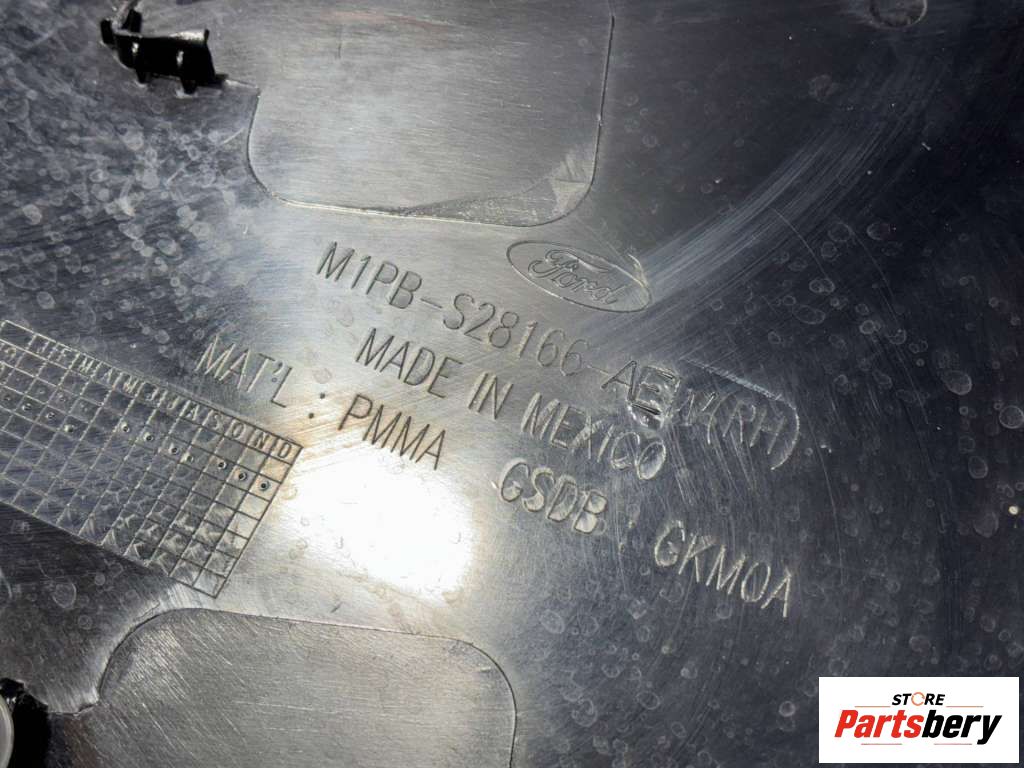 Ford
M1PB-S28166-AE (RH)
MADE IN MEXICO
MAT'L : PMMA
GSDB GKM0A
J F M A M J J A S O N D
STORE
Partsbery